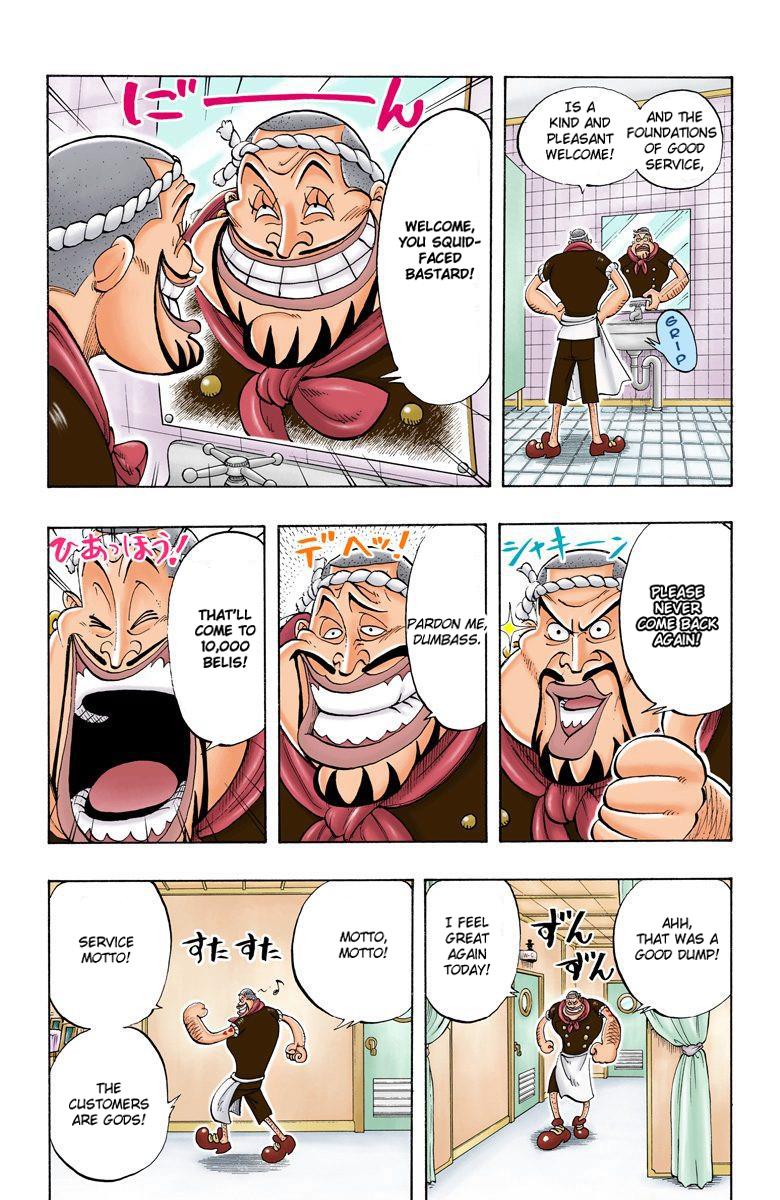 AND THE
FOUNDATIONS
OF GOOD
SERVICE,
IS A
KIND AND
PLEASANT
WELCOME!
GRIP
にーーん
WELCOME,
YOU SQUID-
FACED
BASTARD!
シャキーン
PLEASE
NEVER
COME BACK
AGAIN!
デヘッ!
PARDON ME,
DUMBASS.
ひあっほう!
THAT'LL
COME TO
10,000
BELIS!
AHH,
THAT WAS A
GOOD DUMP!
ずん
ずん
I FEEL
GREAT
AGAIN
TODAY!
W·C
MOTTO,
MOTTO!
すた すた
SERVICE
MOTTO!
THE
CUSTOMERS
ARE GODS!